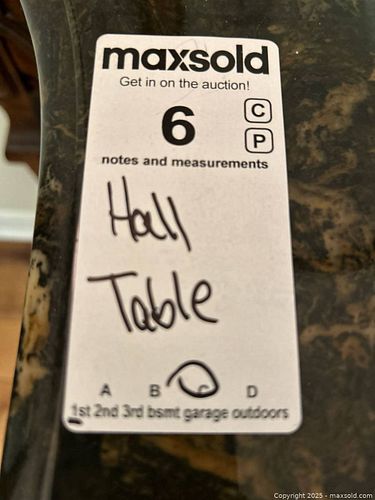 maxsold
Get in on the auction!
6
C
P
notes and measurements
Hall
Table
A B C D
1st 2nd 3rd bsmt garage outdoors
Copyright 2025 - maxsold.com